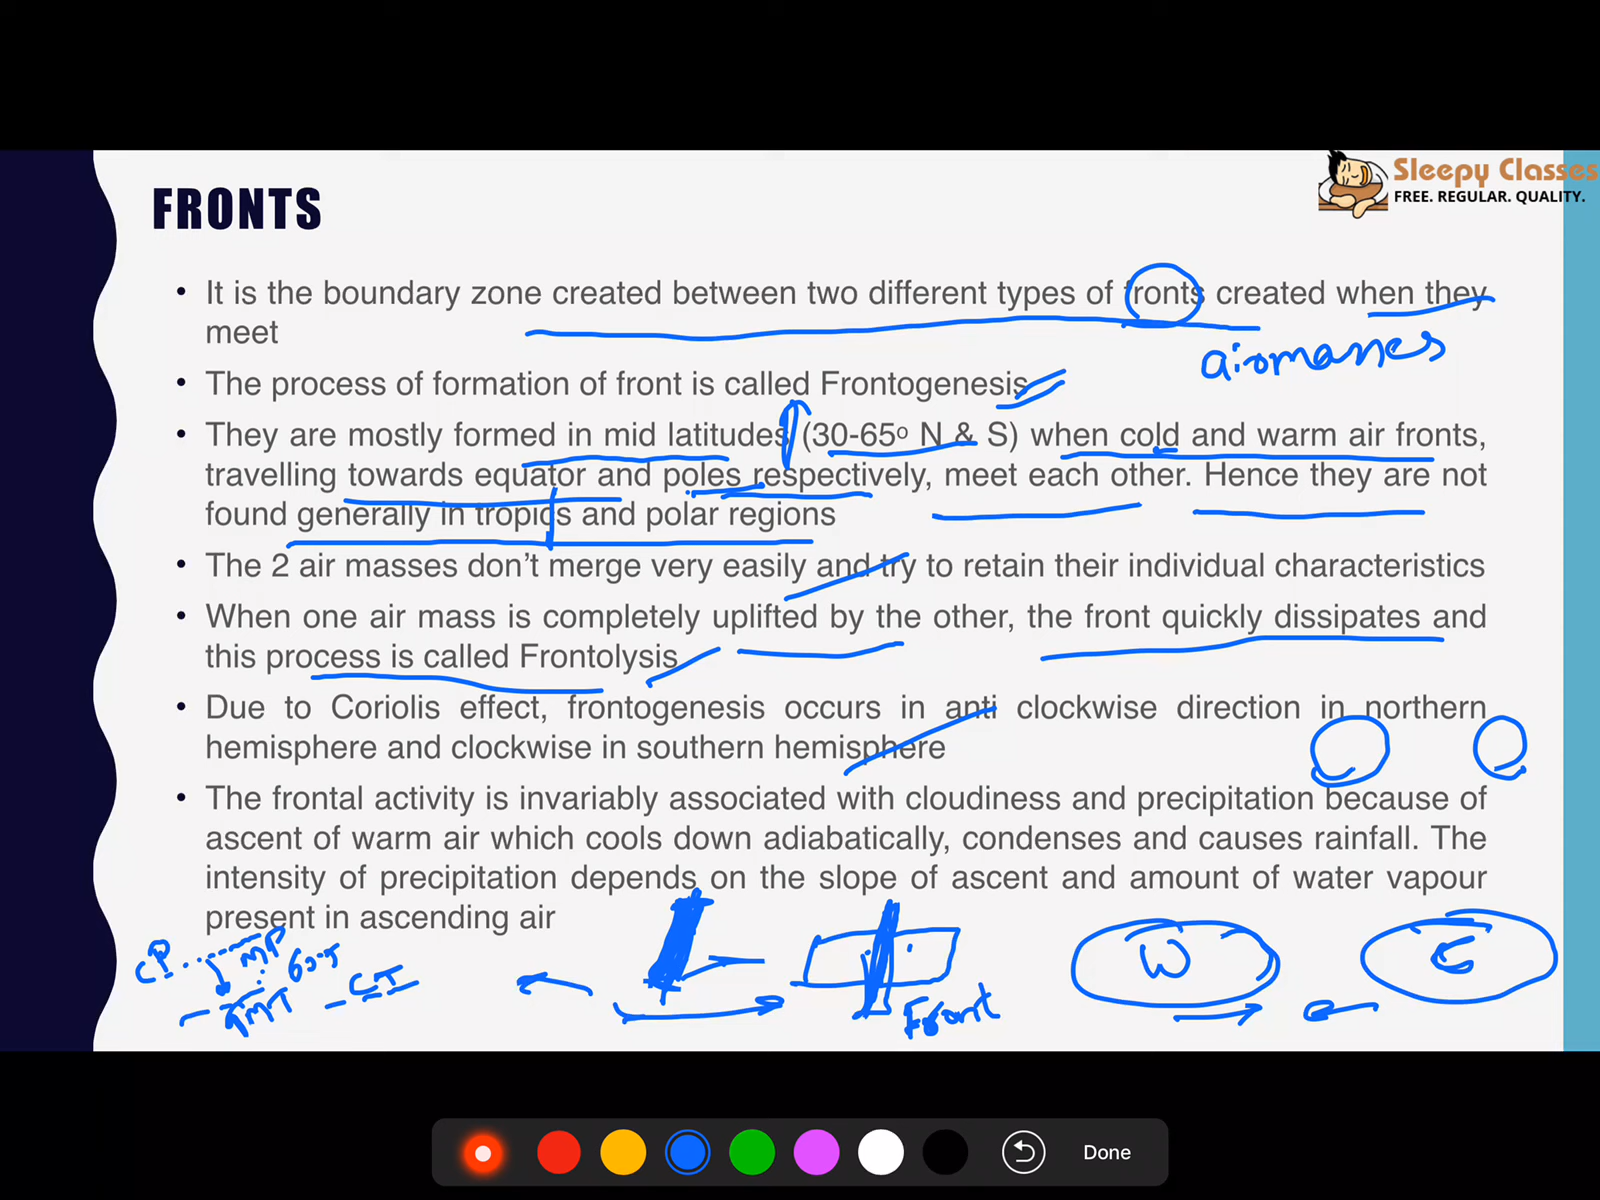 Sleepy Classes
FREE. REGULAR. QUALITY.
FRONTS
• It is the boundary zone created between two different types of fronts created when they
meet
airmasses
• The process of formation of front is called Frontogenesis
• They are mostly formed in mid latitudes (30-65o N & S) when cold and warm air fronts,
travelling towards equator and poles respectively, meet each other. Hence they are not
found generally in tropics and polar regions
• The 2 air masses don’t merge very easily and try to retain their individual characteristics
• When one air mass is completely uplifted by the other, the front quickly dissipates and
this process is called Frontolysis
• Due to Coriolis effect, frontogenesis occurs in anti clockwise direction in northern
hemisphere and clockwise in southern hemisphere
• The frontal activity is invariably associated with cloudiness and precipitation because of
ascent of warm air which cools down adiabatically, condenses and causes rainfall. The
intensity of precipitation depends on the slope of ascent and amount of water vapour
present in ascending air
CP MP
MT CT
Front
W
C
Done